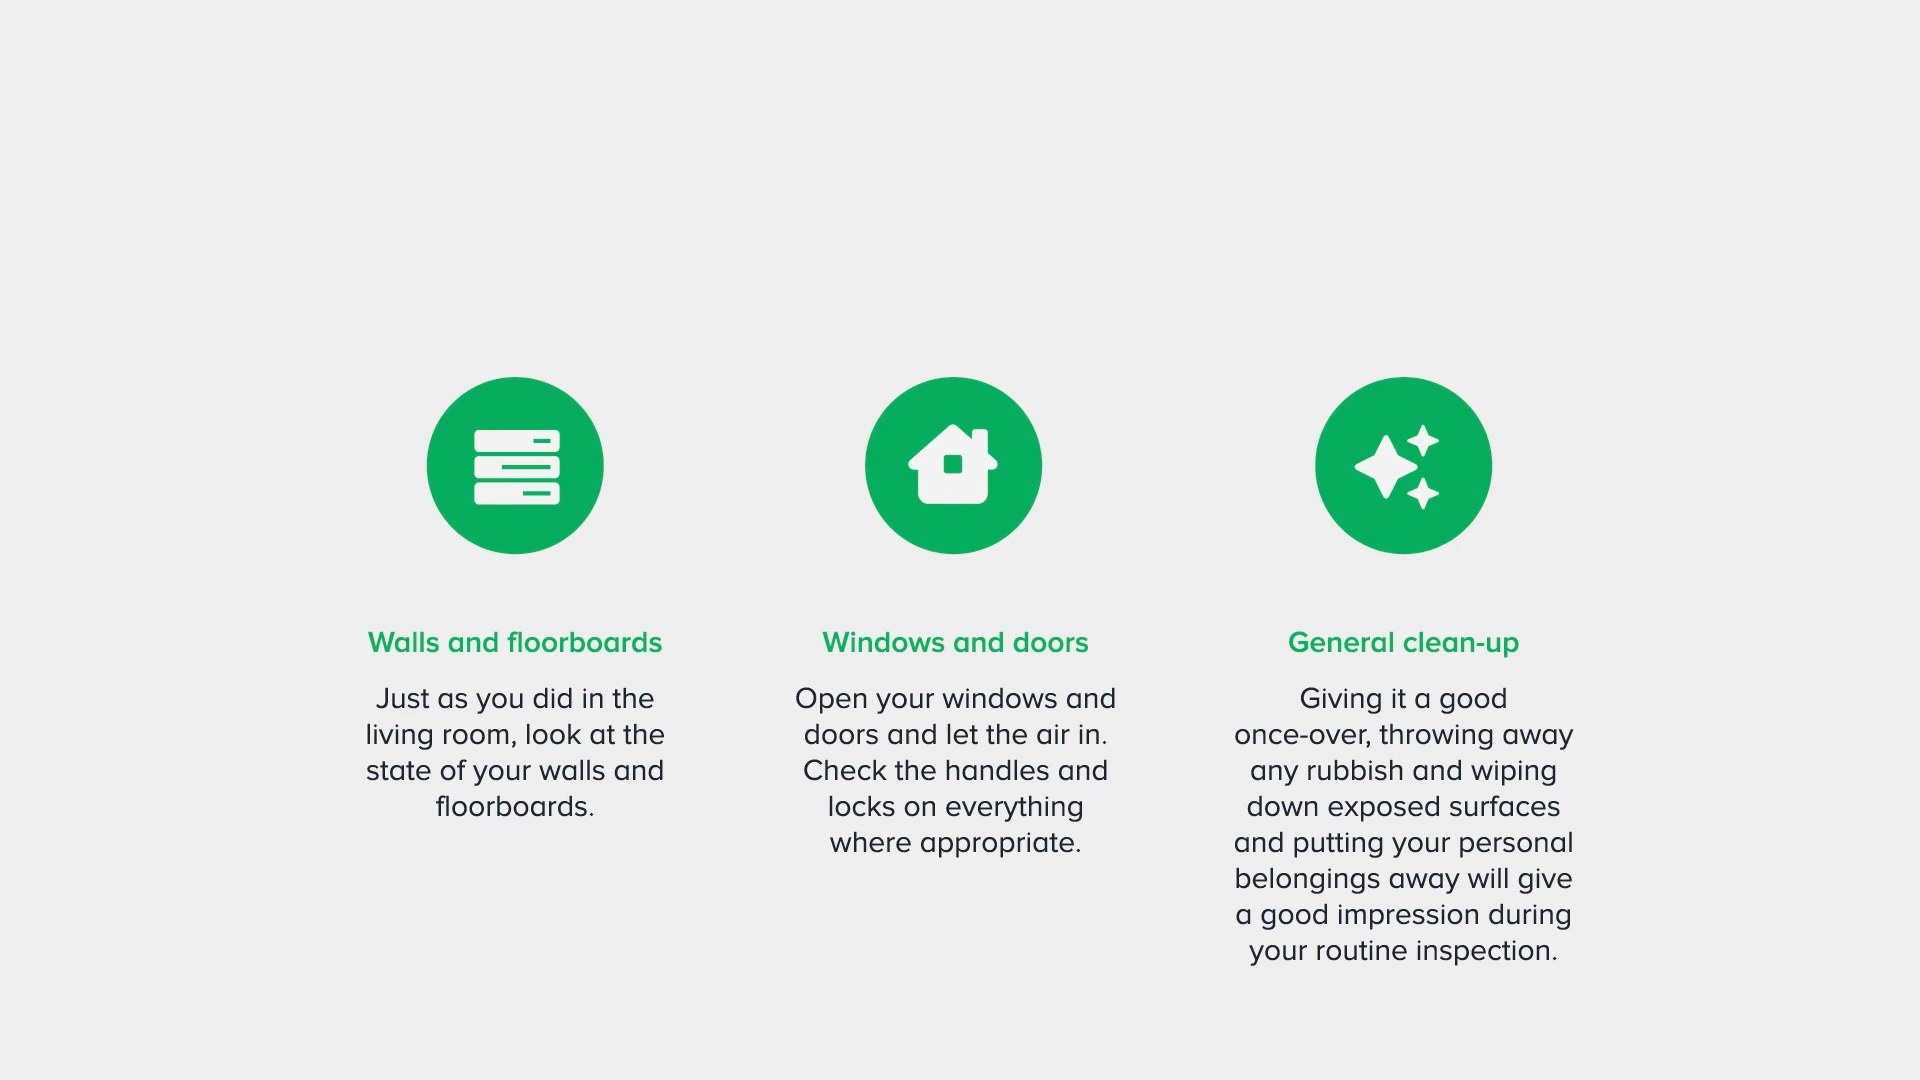 Walls and floorboards
Just as you did in the
living room, look at the
state of your walls and
floorboards.
Windows and doors
Open your windows and
doors and let the air in.
Check the handles and
locks on everything
where appropriate.
General clean-up
Giving it a good
once-over, throwing away
any rubbish and wiping
down exposed surfaces
and putting your personal
belongings away will give
a good impression during
your routine inspection.